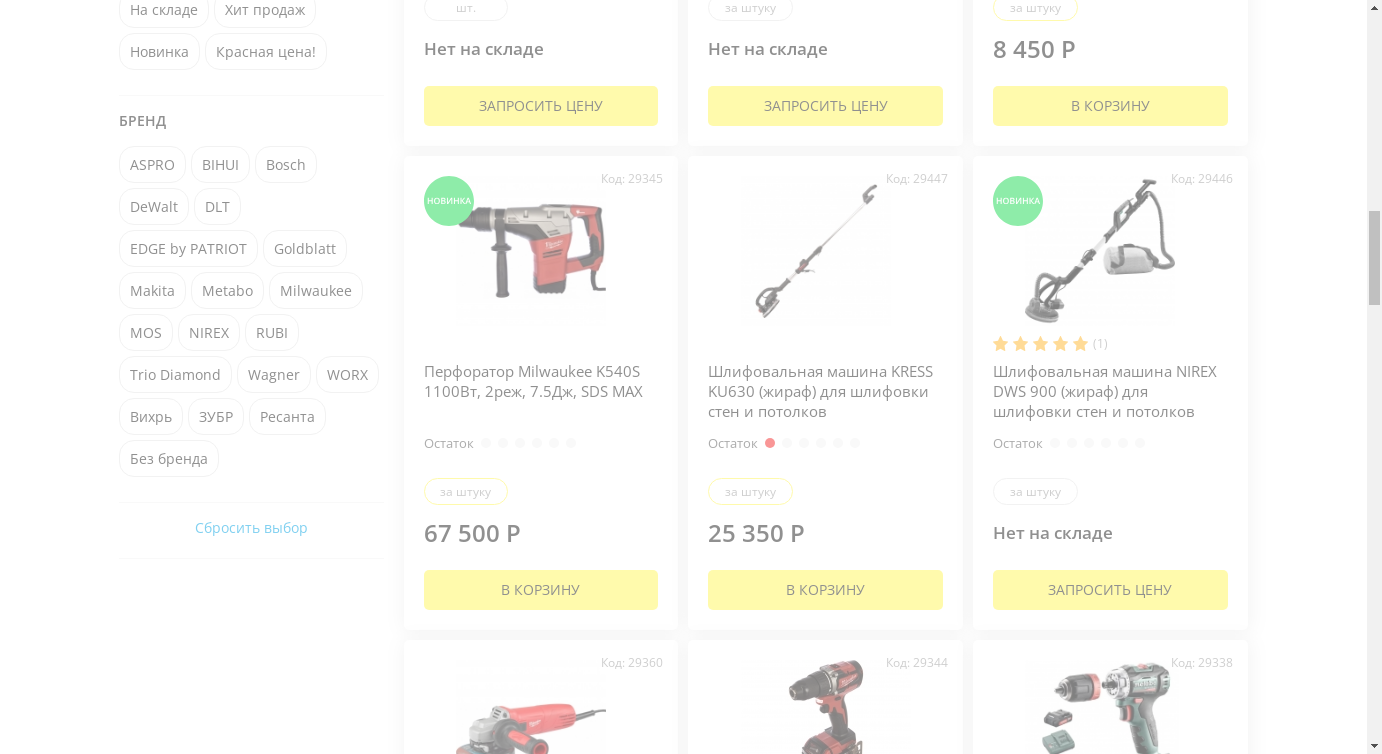 На складе
Хит продаж
Новинка
Красная цена!
БРЕНД
ASPRO
BIHUI
Bosch
DeWalt
DLT
EDGE by PATRIOT
Goldblatt
Makita
Metabo
Milwaukee
MOS
NIREX
RUBI
Trio Diamond
Wagner
WORX
Вихрь
ЗУБР
Ресанта
Без бренда
Сбросить выбор
шт.
Нет на складе
ЗАПРОСИТЬ ЦЕНУ
за штуку
Нет на складе
ЗАПРОСИТЬ ЦЕНУ
за штуку
8 450 Р
В КОРЗИНУ
Код: 29345
НОВИНКА
Перфоратор Milwaukee K540S
1100Вт, 2реж, 7.5Дж, SDS MAX
Остаток
за штуку
67 500 Р
В КОРЗИНУ
Код: 29447
Шлифовальная машина KRESS
KU630 (жираф) для шлифовки
стен и потолков
Остаток
за штуку
25 350 Р
В КОРЗИНУ
Код: 29446
НОВИНКА
(1)
Шлифовальная машина NIREX
DWS 900 (жираф) для
шлифовки стен и потолков
Остаток
за штуку
Нет на складе
ЗАПРОСИТЬ ЦЕНУ
Код: 29360
Код: 29344
Код: 29338